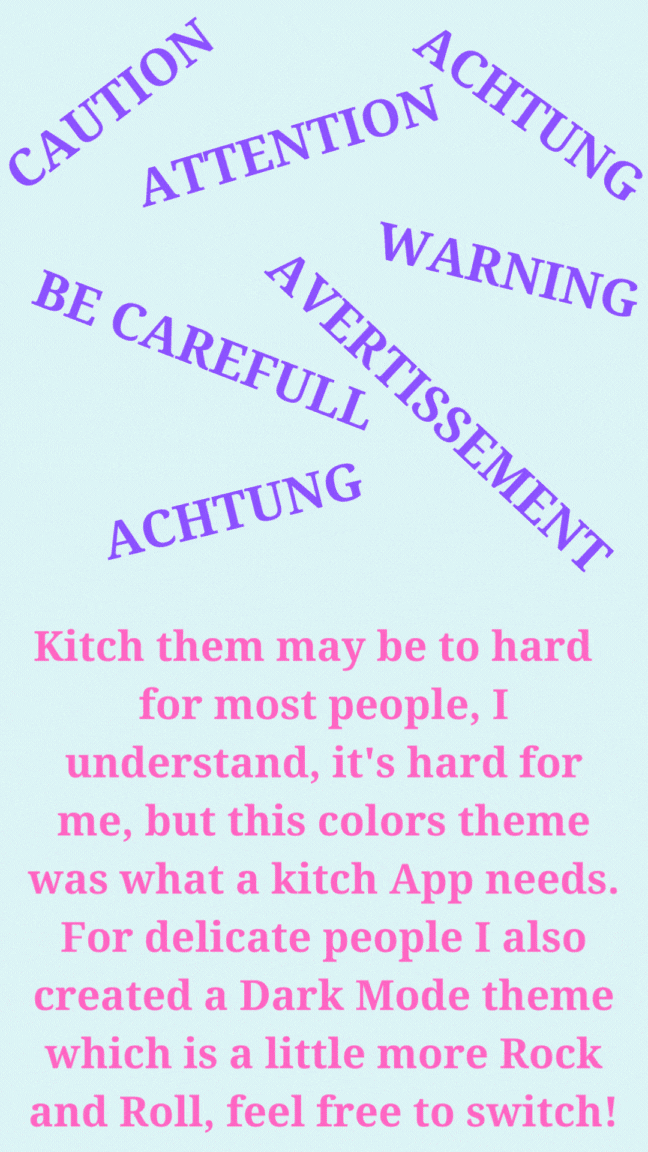 CAUTION
ACHTUNG
ATTENTION
WARNING
BE CAREFULL
AVERTISSEMENT
ACHTUNG
Kitch them may be to hard
for most people, I
understand, it's hard for
me, but this colors theme
was what a kitch App needs.
For delicate people I also
created a Dark Mode theme
which is a little more Rock
and Roll, feel free to switch!